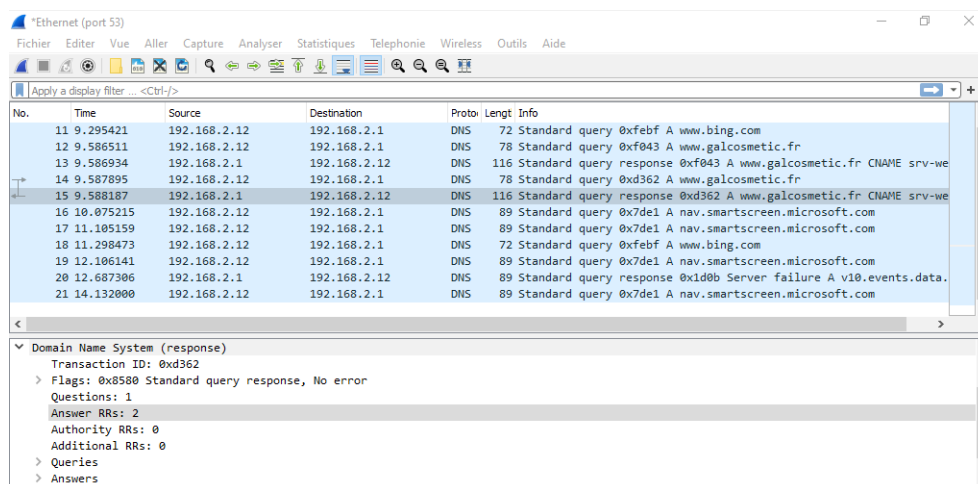 *Ethernet (port 53)
Fichier Editer Vue Aller Capture Analyser Statistiques Telephonie Wireless Outils Aide
Apply a display filter ... <Ctrl-/>
No. Time Source Destination Proto Lengt Info
11 9.295421 192.168.2.12 192.168.2.1 DNS 72 Standard query 0xfebf A www.bing.com
12 9.586511 192.168.2.12 192.168.2.1 DNS 78 Standard query 0xf043 A www.galcosmetic.fr
13 9.586934 192.168.2.1 192.168.2.12 DNS 116 Standard query response 0xf043 A www.galcosmetic.fr CNAME srv-we
14 9.587895 192.168.2.12 192.168.2.1 DNS 78 Standard query 0xd362 A www.galcosmetic.fr
15 9.588187 192.168.2.1 192.168.2.12 DNS 116 Standard query response 0xd362 A www.galcosmetic.fr CNAME srv-we
16 10.075215 192.168.2.12 192.168.2.1 DNS 89 Standard query 0x7de1 A nav.smartscreen.microsoft.com
17 11.105159 192.168.2.12 192.168.2.1 DNS 89 Standard query 0x7de1 A nav.smartscreen.microsoft.com
18 11.298473 192.168.2.12 192.168.2.1 DNS 72 Standard query 0xfebf A www.bing.com
19 12.106141 192.168.2.12 192.168.2.1 DNS 89 Standard query 0x7de1 A nav.smartscreen.microsoft.com
20 12.687306 192.168.2.1 192.168.2.12 DNS 89 Standard query response 0x1d0b Server failure A v10.events.data.
21 14.132000 192.168.2.12 192.168.2.1 DNS 89 Standard query 0x7de1 A nav.smartscreen.microsoft.com
Domain Name System (response)
Transaction ID: 0xd362
Flags: 0x8580 Standard query response, No error
Questions: 1
Answer RRs: 2
Authority RRs: 0
Additional RRs: 0
Queries
Answers